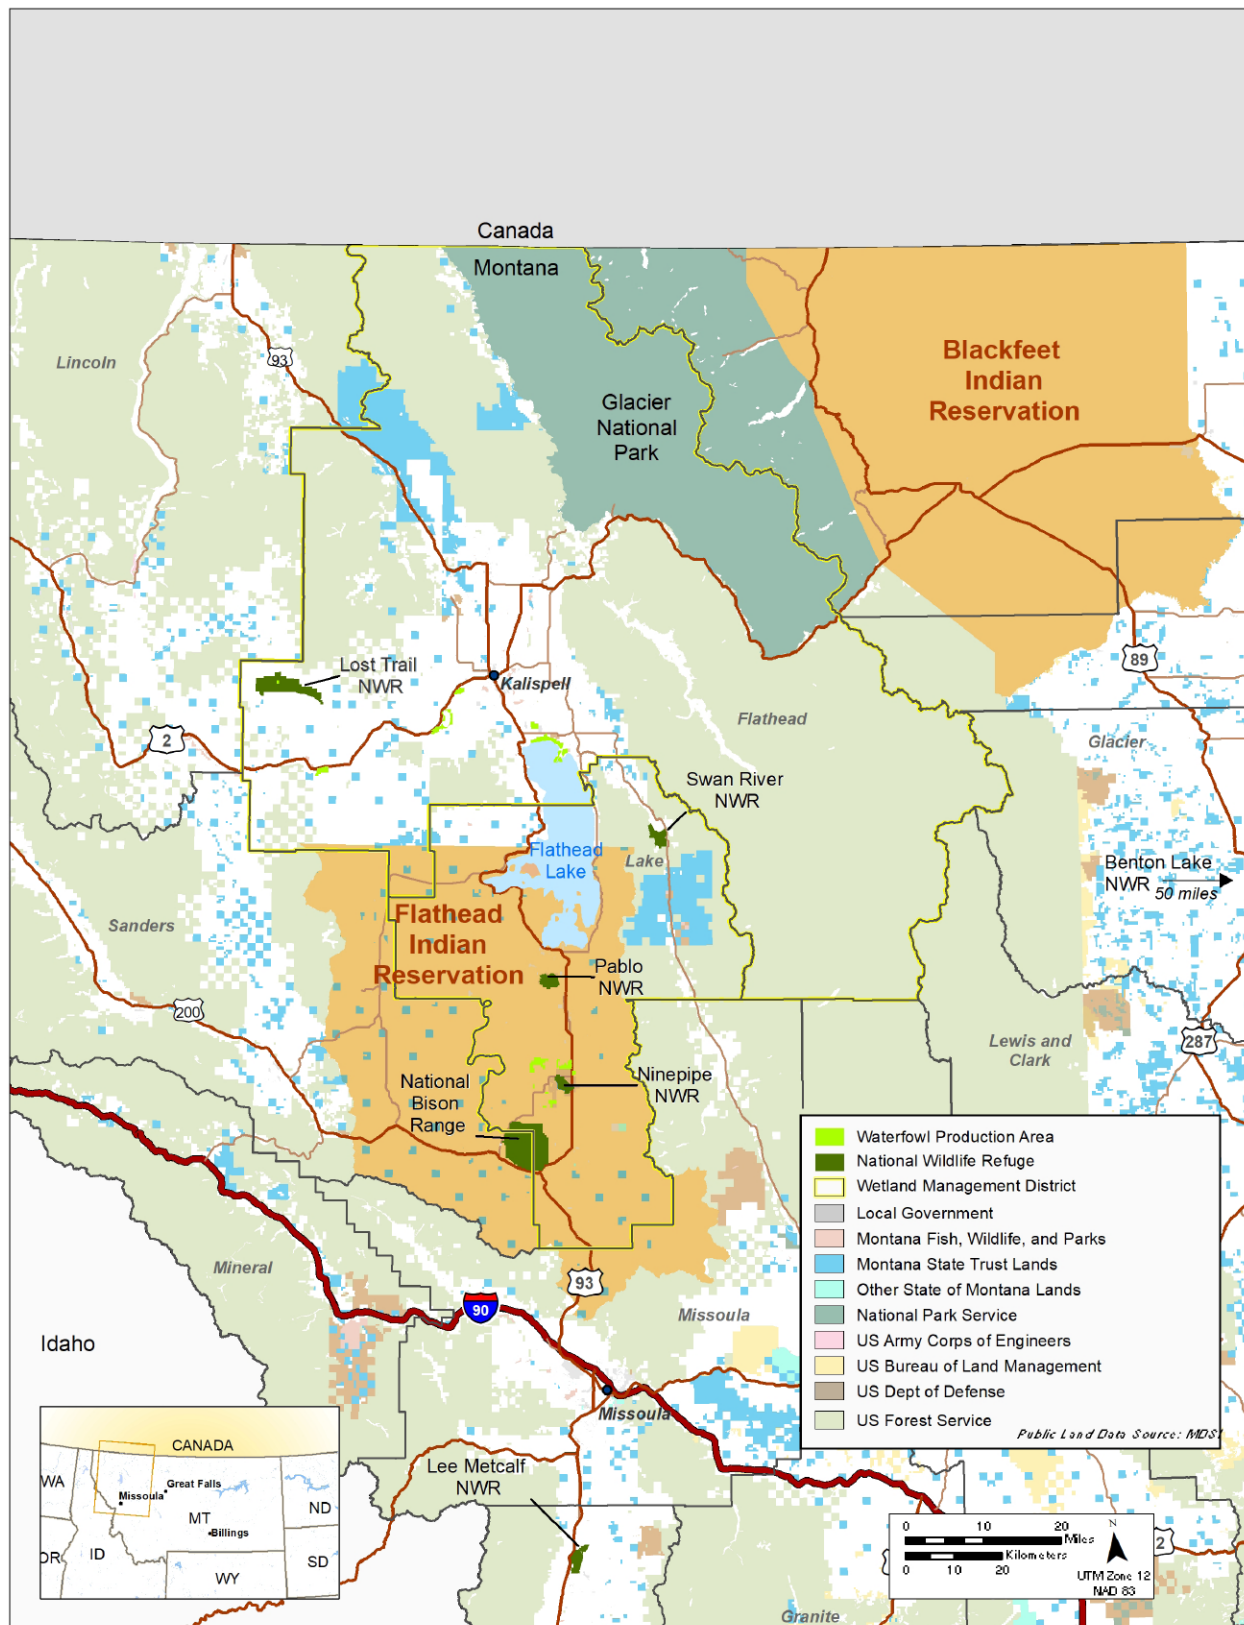 Canada
Montana
Lincoln
93
Blackfeet
Indian
Reservation
Glacier
National
Park
Lost Trail
NWR
Kalispell
89
2
Flathead
Glacier
Swan River
NWR
Flathead
Lake
Lake
Benton Lake
NWR
50 miles
Sanders
Flathead
Indian
Reservation
Pablo
NWR
200
287
Lewis and
Clark
National
Bison
Range
Ninepipe
NWR
Waterfowl Production Area
National Wildlife Refuge
Wetland Management District
Local Government
Montana Fish, Wildlife, and Parks
Montana State Trust Lands
Other State of Montana Lands
National Park Service
US Army Corps of Engineers
US Bureau of Land Management
US Dept of Defense
US Forest Service
Public Land Data Source: MDSI
Mineral
93
90
Missoula
Idaho
Missoula
CANADA
WA
Great Falls
Missoula
MT
ND
Billings
OR
ID
SD
WY
Lee Metcalf
NWR
0 10 20
Miles
Kilometers
0 10 20
N
UTM Zone 12
NAD 83
2
Granite